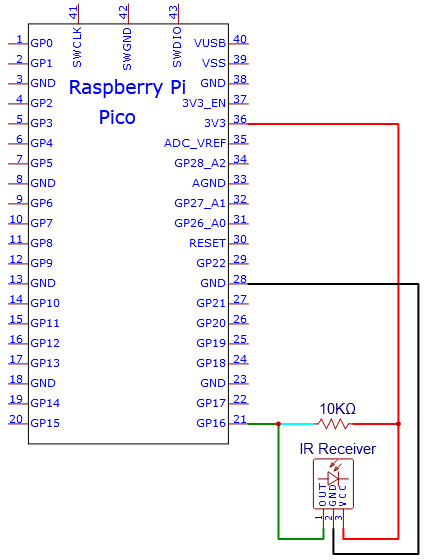 41
42
43
SWCLK
SWGND
SWDIO
1 GP0 VUSB 40
2 GP1 VSS 39
3 GND GND 38
4 GP2 3V3_EN 37
5 GP3 3V3 36
6 GP4 ADC_VREF 35
7 GP5 GP28_A2 34
8 GND AGND 33
9 GP6 GP27_A1 32
10 GP7 GP26_A0 31
11 GP8 RESET 30
12 GP9 GP22 29
13 GND GND 28
14 GP10 GP21 27
15 GP11 GP20 26
16 GP12 GP19 25
17 GP13 GP18 24
18 GND GND 23
19 GP14 GP17 22
20 GP15 GP16 21
Raspberry Pi
Pico
10KΩ
IR Receiver
OUT
GND
VCC
1
2
3